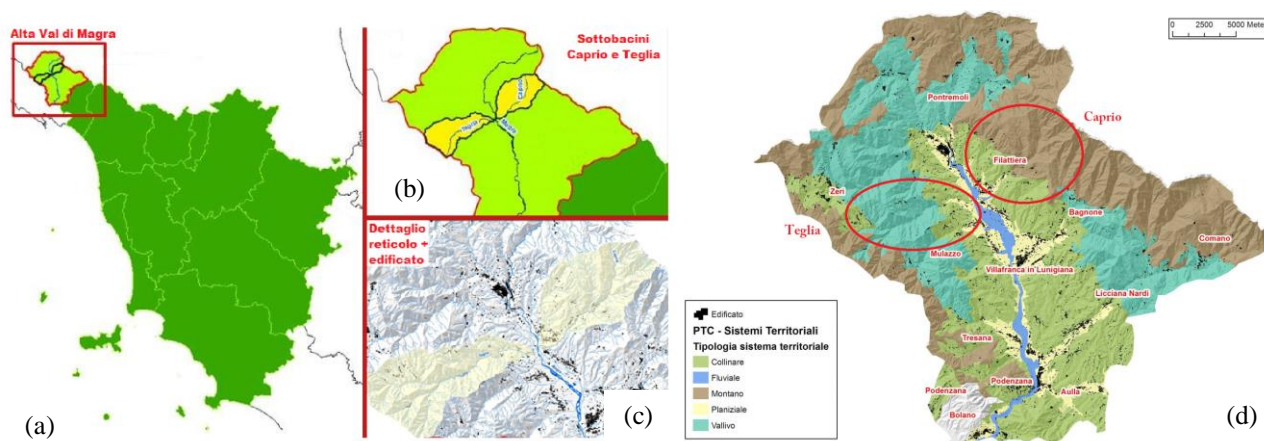 Alta Val di Magra
(a)
Sottobacini
Caprio e Teglia
Caprio
Teglia
Magra
(b)
Dettaglio
reticolo +
edificato
(c)
0 2500 5000 Mete
Pontremoli
Caprio
Filattiera
Zeri
Bagnone
Teglia
Comano
Mulazzo
Villafranca in Lunigiana
Licciana Nardi
Tresana
Podenzana
Podenzana
Aulla
Bolano
Edificato
PTC - Sistemi Territoriali
Tipologia sistema territoriale
Collinare
Fluviale
Montano
Planiziale
Vallivo
(d)